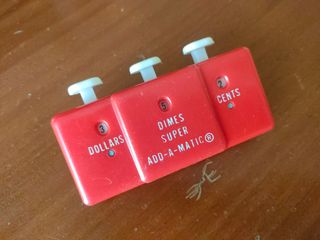 3
DOLLARS
5
DIMES
SUPER
ADD-A-MATIC®
2
CENTS